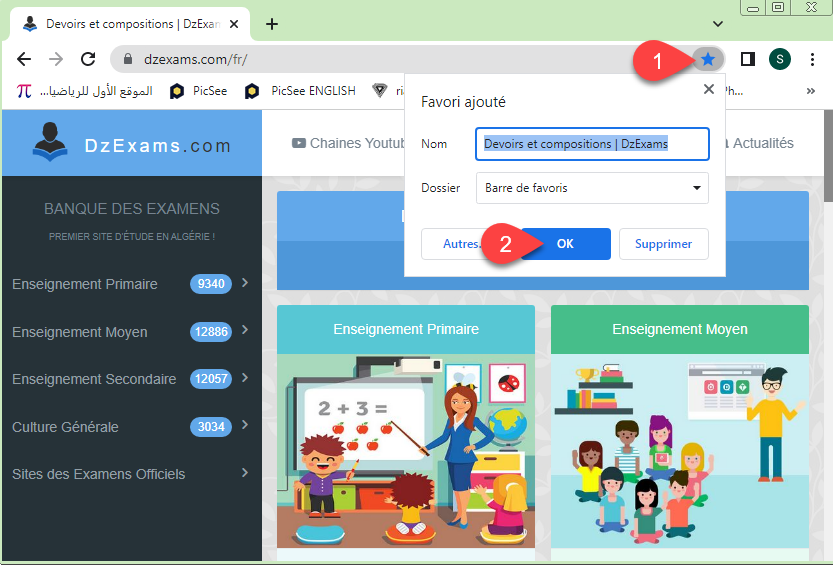 Devoirs et compositions | DzExam
dzexams.com/fr/
1
S
الموقع الأول للرياضيا...
PicSee
PicSee ENGLISH
Favori ajouté
Nom
Devoirs et compositions | DzExams
Dossier
Barre de favoris
Autres.
2
OK
Supprimer
DzExams.com
Chaines Youtub
Actualités
BANQUE DES EXAMENS
PREMIER SITE D'ÉTUDE EN ALGÉRIE !
Enseignement Primaire 9340
Enseignement Moyen 12886
Enseignement Secondaire 12057
Culture Générale 3034
Sites des Examens Officiels
Enseignement Primaire
2 + 3 =
Enseignement Moyen